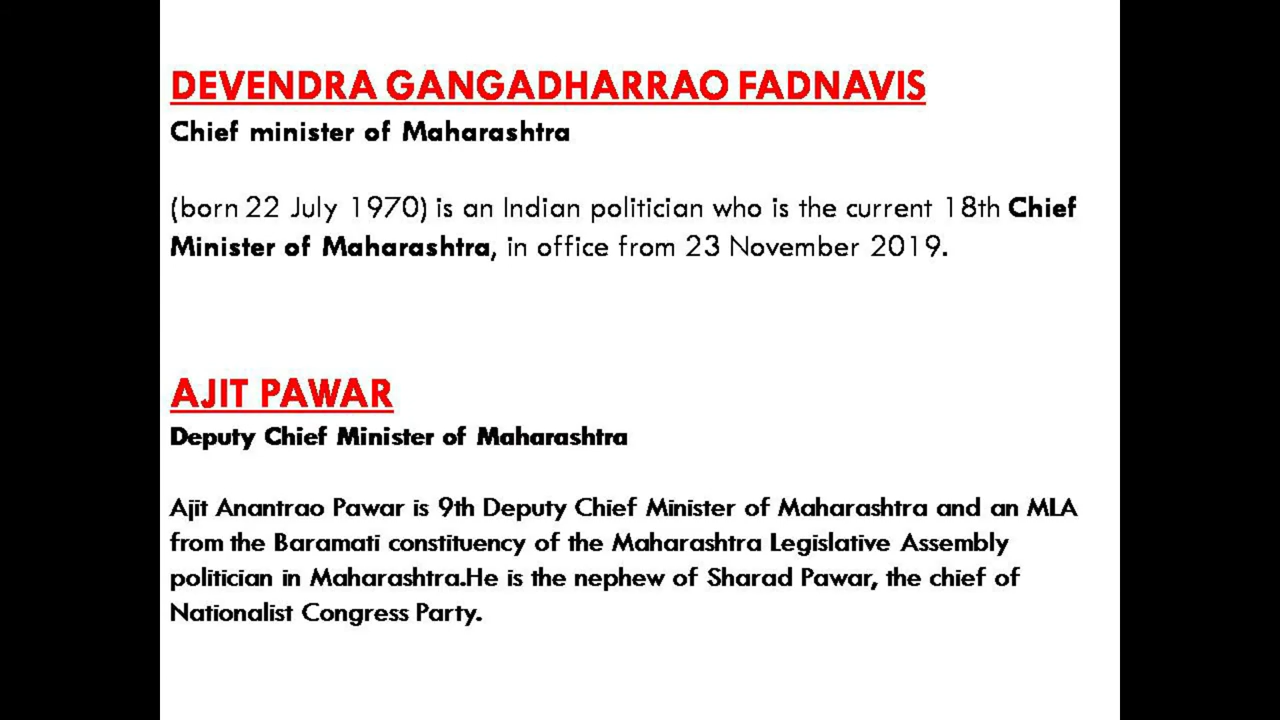 DEVENDRA GANGADHARRAO FADNAVIS
Chief minister of Maharashtra
(born 22 July 1970) is an Indian politician who is the current 18th Chief
Minister of Maharashtra, in office from 23 November 2019.
AJIT PAWAR
Deputy Chief Minister of Maharashtra
Ajit Anantrao Pawar is 9th Deputy Chief Minister of Maharashtra and an MLA
from the Baramati constituency of the Maharashtra Legislative Assembly
politician in Maharashtra.He is the nephew of Sharad Pawar, the chief of
Nationalist Congress Party.